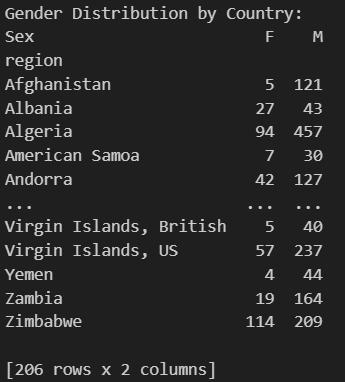 Gender Distribution by Country:
Sex F M
region
Afghanistan 5 121
Albania 27 43
Algeria 94 457
American Samoa 7 30
Andorra 42 127
... ... ...
Virgin Islands, British 5 40
Virgin Islands, US 57 237
Yemen 4 44
Zambia 19 164
Zimbabwe 114 209
[206 rows x 2 columns]